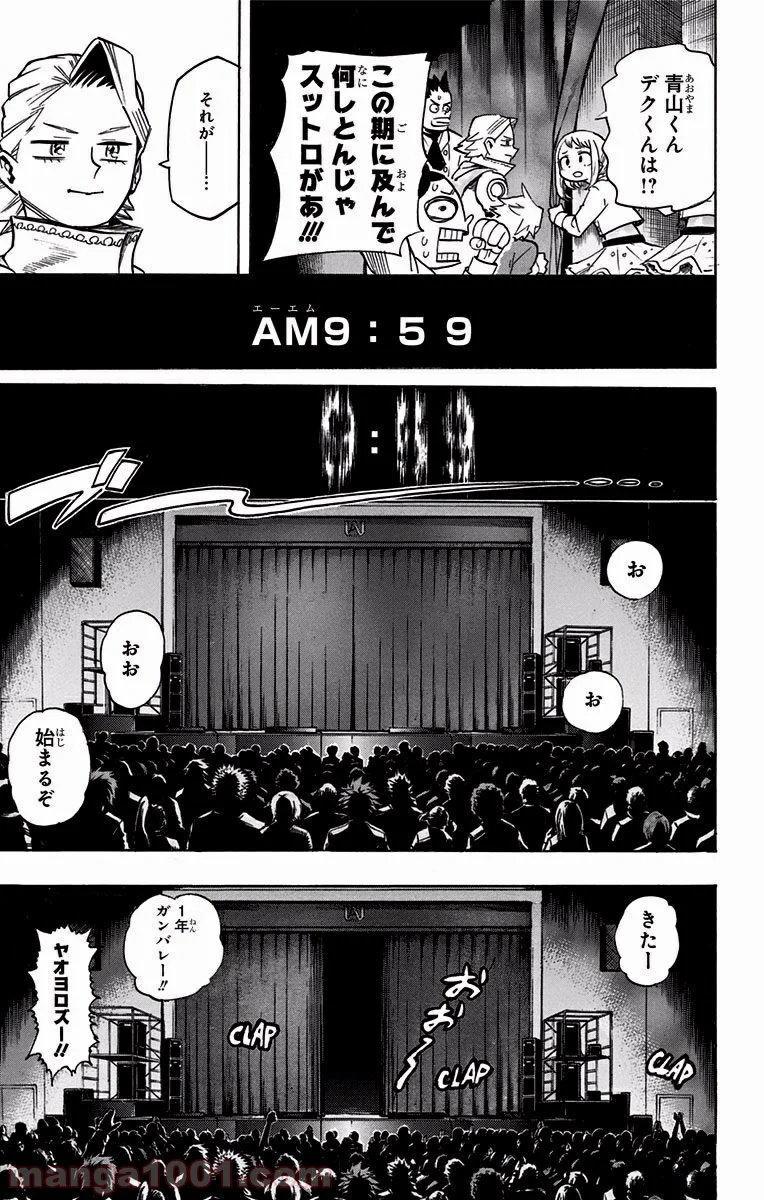 青山くん
デクくんは!?
この期に及んで
何しとんじゃ
スットロがあ!!!
それが――…
AM9:59
ブ
お
お
おお
始まるぞ
きたー
1年
ガンバレー!!
ヤオヨロズー!!
おお〜
CLAP
CLAP
CLAP
manga1001.com